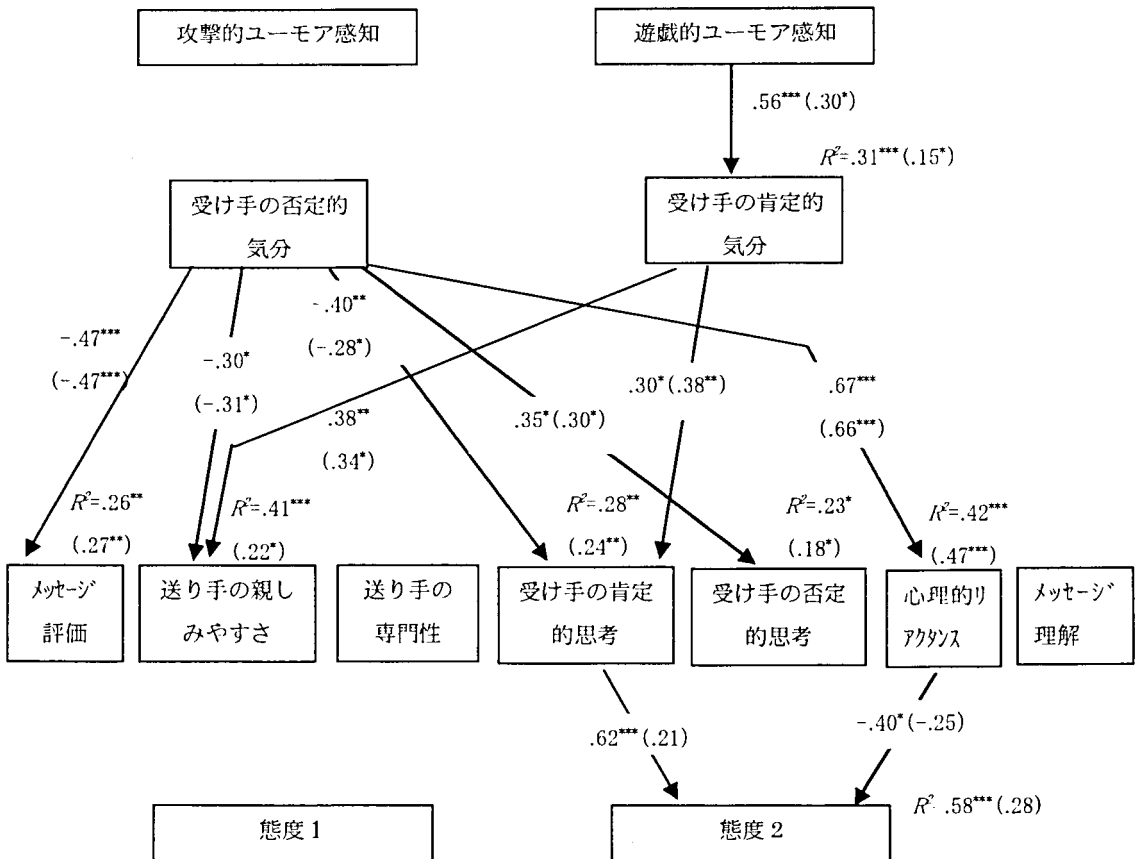 攻撃的ユーモア感知
遊戯的ユーモア感知
.56***(.30*)
R²=.31***(.15*)
受け手の否定的
気分
受け手の肯定的
気分
-.47***
(-.47***)
-.30*
(-.31*)
-.40**
(-.28*)
.38**
(.34*)
.35*(.30*)
.30*(.38**)
.67***
(.66***)
R²=.26**
(.27**)
R²=.41***
(.22*)
R²=.28**
(.24**)
R²=.23*
(.18*)
R²=.42***
(.47***)
メッセージ
評価
送り手の親し
みやすさ
送り手の
専門性
受け手の肯定
的思考
受け手の否定
的思考
心理的リ
アクタンス
メッセージ
理解
.62***(.21)
-.40*(-.25)
R² .58***(.28)
態度1
態度2